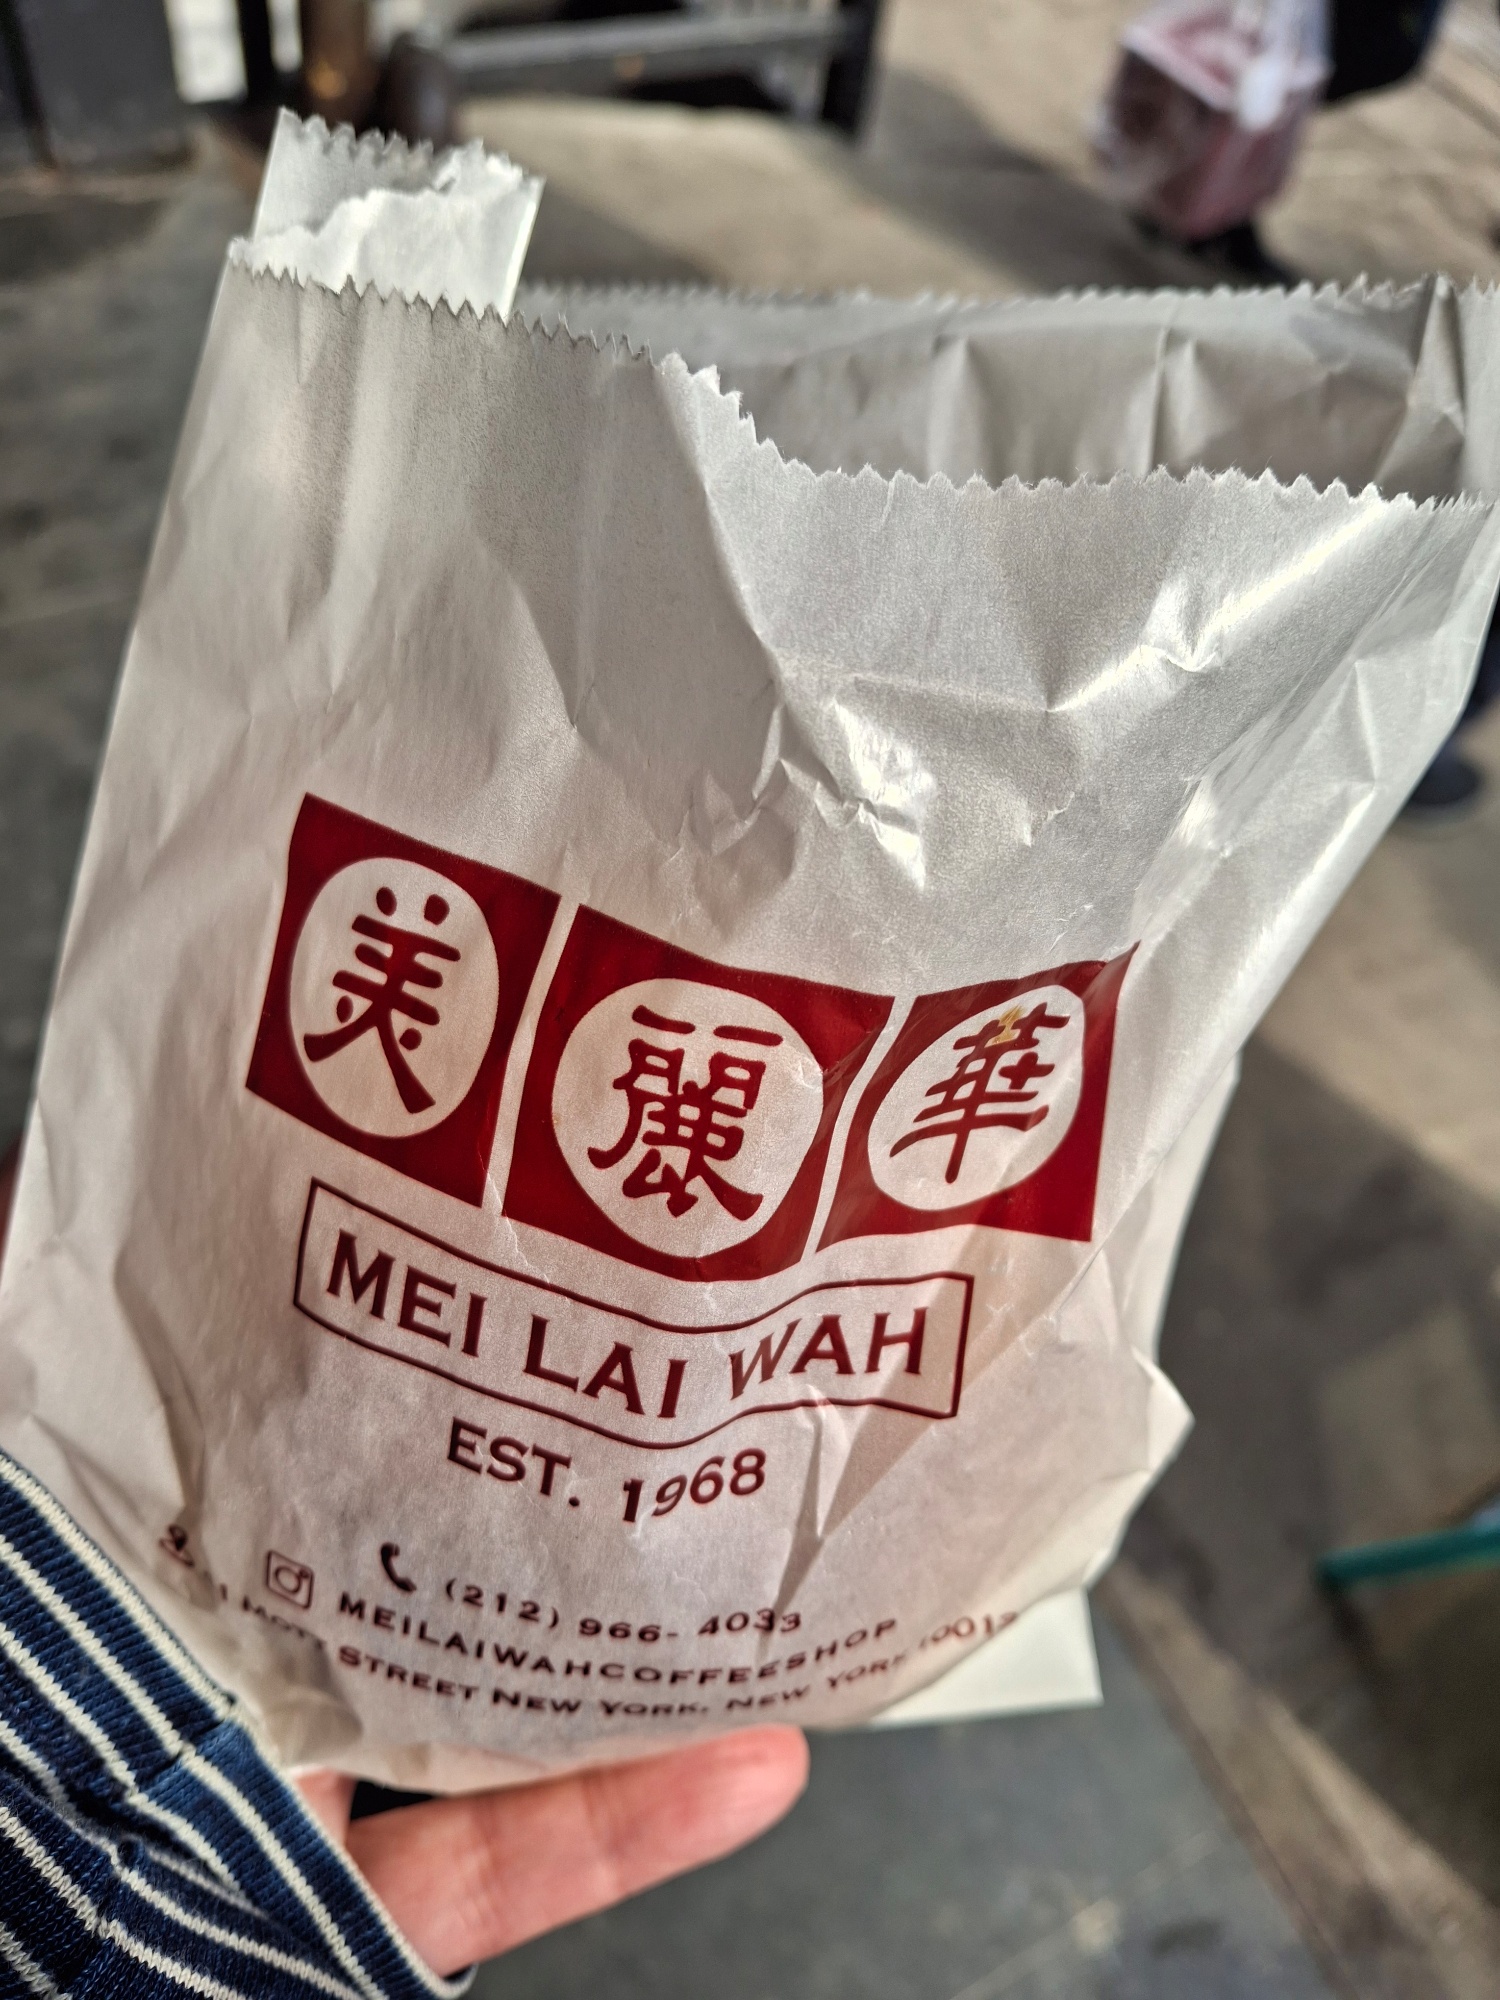 美麗華
MEI LAI WAH
EST. 1968
(212) 966- 4033
MEILAIWAHCOFFEESHOP
STREET NEW YORK, NEW YORK